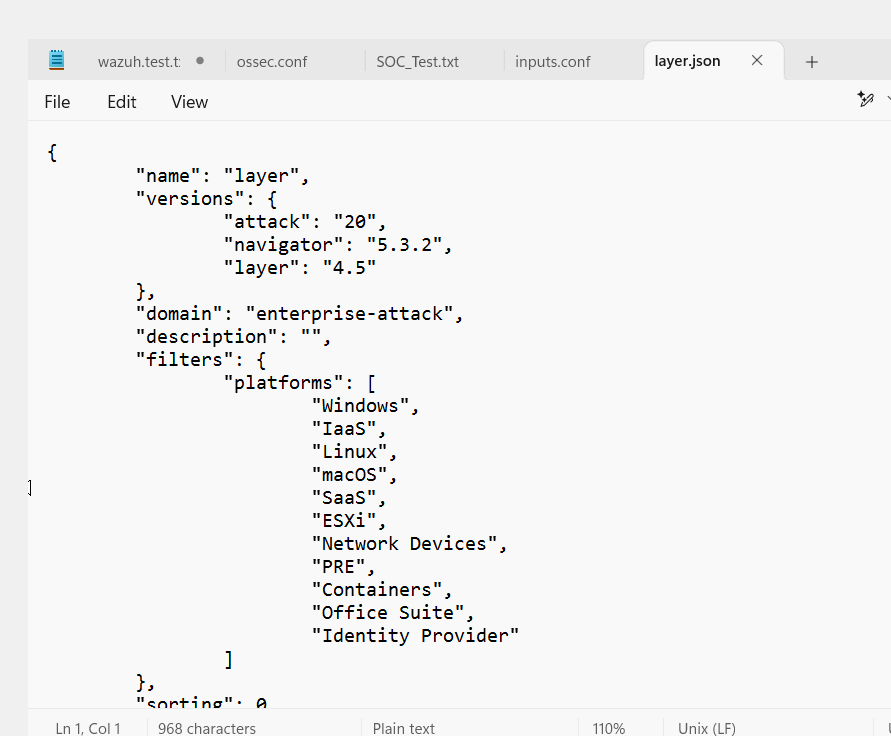 wazuh.test.t
ossec.conf
SOC_Test.txt
inputs.conf
layer.json
File
Edit
View
{
"name": "layer",
"versions": {
"attack": "20",
"navigator": "5.3.2",
"layer": "4.5"
},
"domain": "enterprise-attack",
"description": "",
"filters": {
"platforms": [
"Windows",
"IaaS",
"Linux",
"macOS",
"SaaS",
"ESXi",
"Network Devices",
"PRE",
"Containers",
"Office Suite",
"Identity Provider"
]
},
"sorting": 0
Ln 1, Col 1
968 characters
Plain text
110%
Unix (LF)